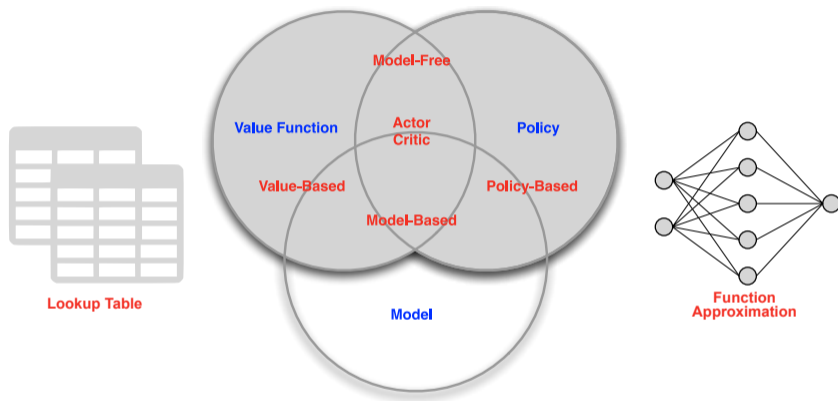 Model-Free
Value Function
Actor
Critic
Policy
Value-Based
Policy-Based
Model-Based
Lookup Table
Model
Function
Approximation